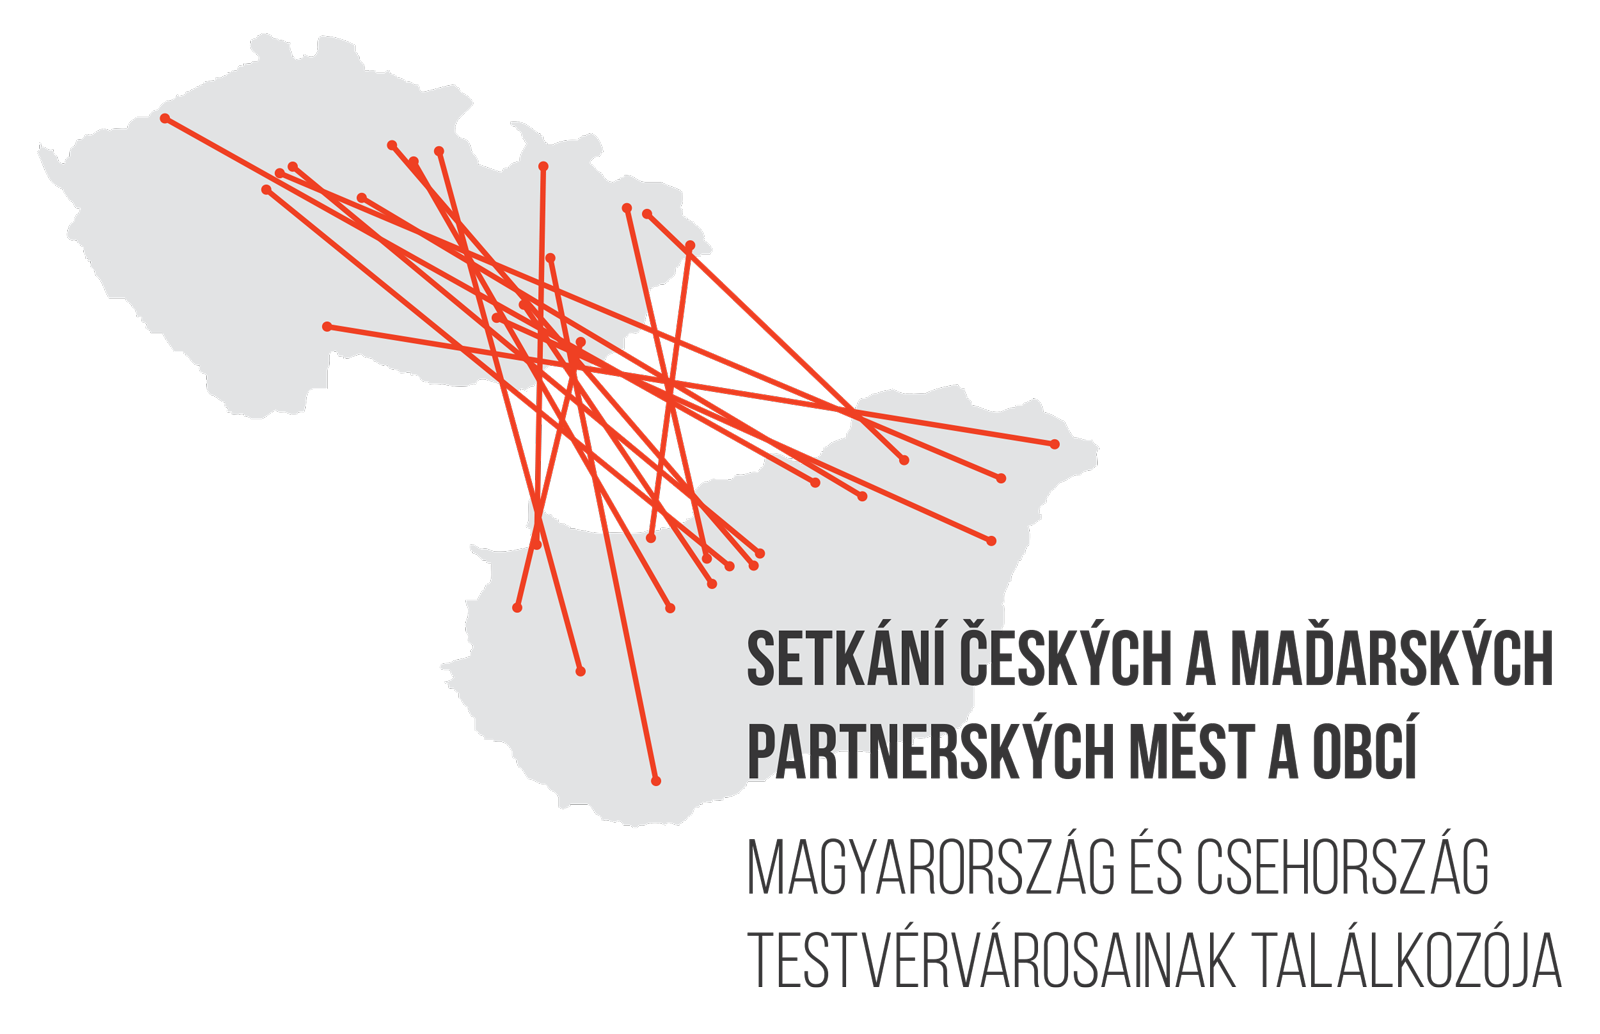 SETKÁNÍ ČESKÝCH A MAĎARSKÝCH
PARTNERSKÝCH MĚST A OBCÍ
MAGYARORSZÁG ÉS CSEHORSZÁG
TESTVÉRVÁROSAINAK TALÁLKOZÓJA